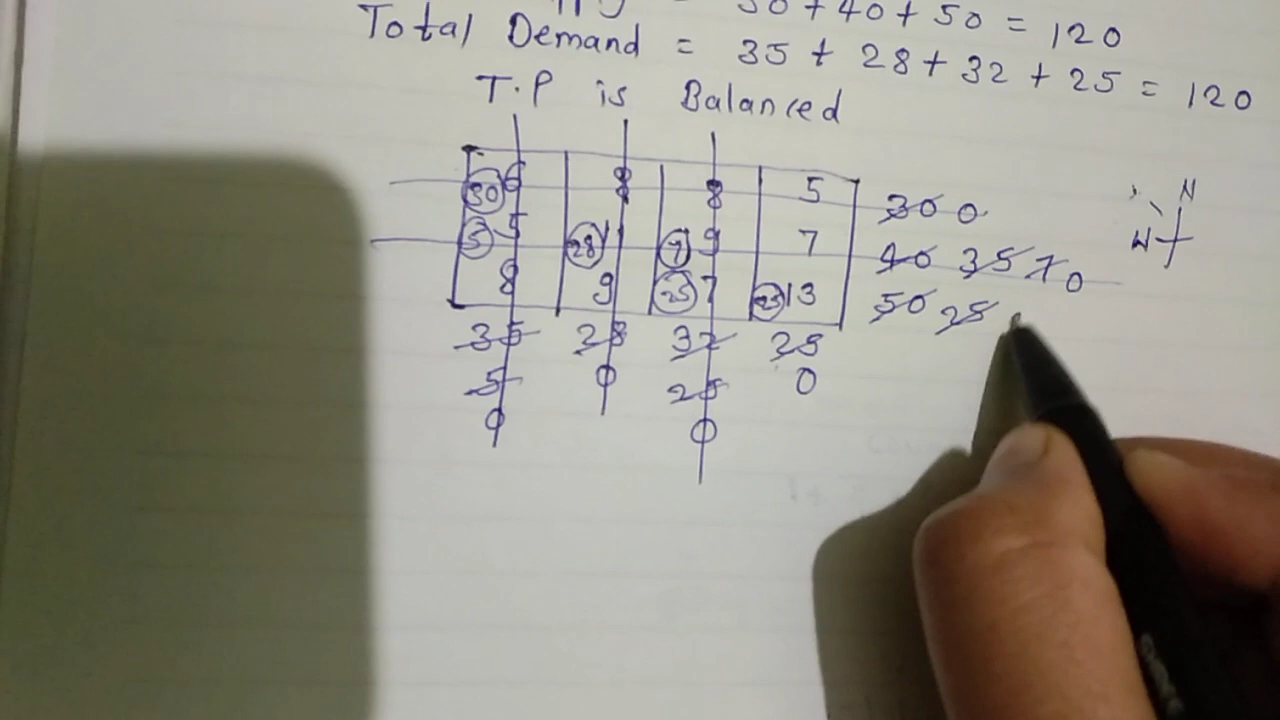 30 + 40 + 50 = 120
Total Demand = 35 + 28 + 32 + 25 = 120
T.P is Balanced
30 6 8 8 5 30 0
5 5 28 11 7 9 7 40 35 7 0
8 9 25 7 25 13 50 25
35 28 32 25
5 0 25 0
0 0
N
W